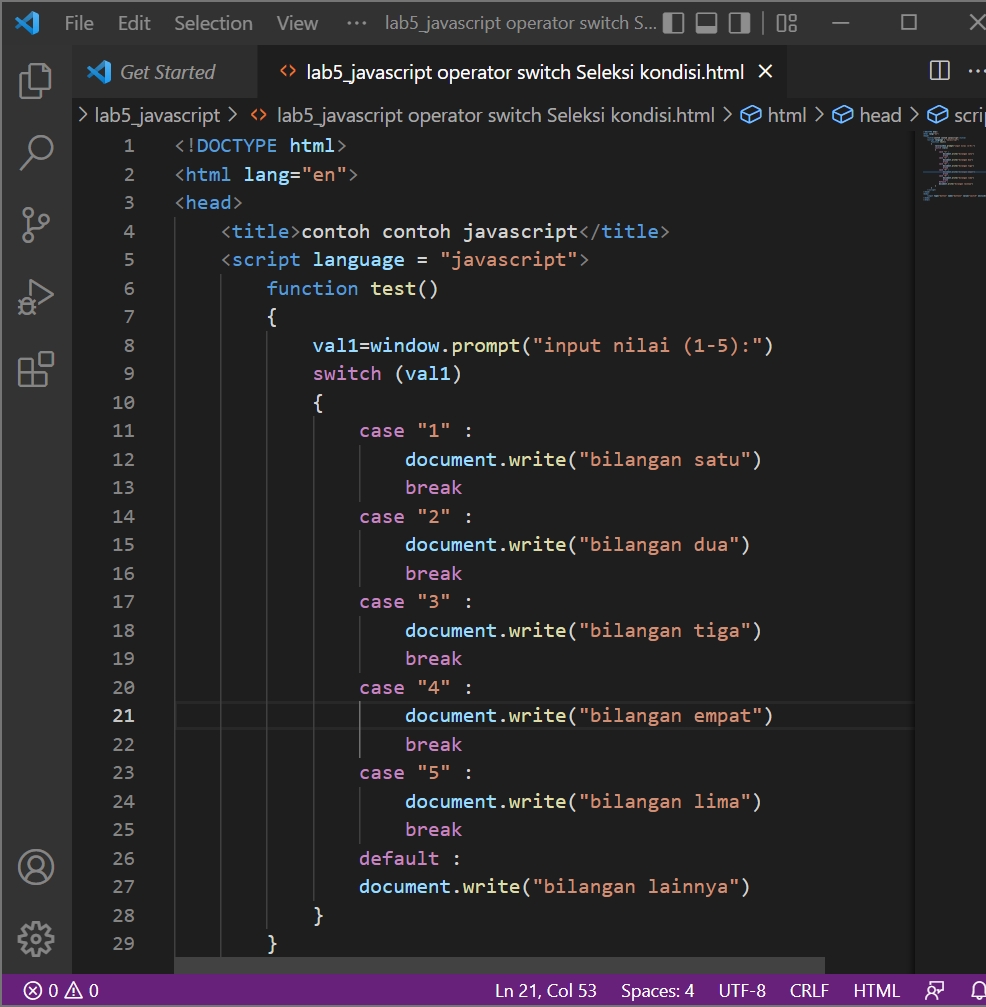 File Edit Selection View ··· lab5_javascript operator switch S...
Get Started <> lab5_javascript operator switch Seleksi kondisi.html ×
> lab5_javascript > <> lab5_javascript operator switch Seleksi kondisi.html > html > head > scri
1 <!DOCTYPE html>
2 <html lang="en">
3 <head>
4 <title>contoh contoh javascript</title>
5 <script language = "javascript">
6 function test()
7 {
8 val1=window.prompt("input nilai (1-5):")
9 switch (val1)
10 {
11 case "1" :
12 document.write("bilangan satu")
13 break
14 case "2" :
15 document.write("bilangan dua")
16 break
17 case "3" :
18 document.write("bilangan tiga")
19 break
20 case "4" :
21 document.write("bilangan empat")
22 break
23 case "5" :
24 document.write("bilangan lima")
25 break
26 default :
27 document.write("bilangan lainnya")
28 }
29 }
0 0 Ln 21, Col 53 Spaces: 4 UTF-8 CRLF HTML